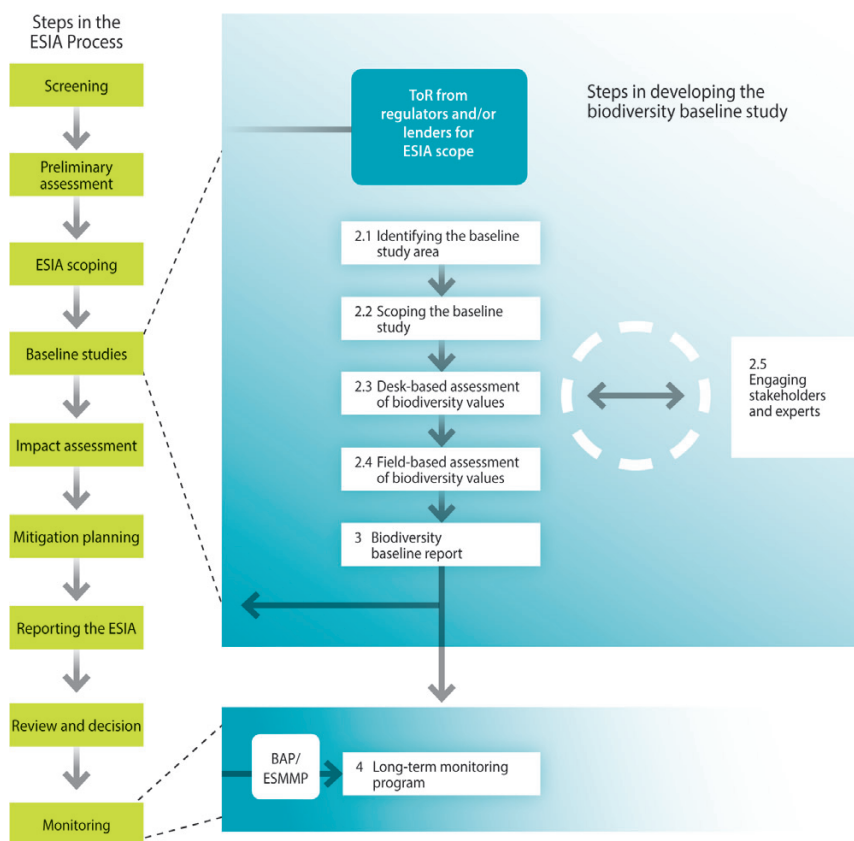 Steps in the
ESIA Process
Screening
Preliminary
assessment
ESIA scoping
Baseline studies
Impact assessment
Mitigation planning
Reporting the ESIA
Review and decision
Monitoring
ToR from
regulators and/or
lenders for
ESIA scope
Steps in developing the
biodiversity baseline study
2.1 Identifying the baseline
study area
2.2 Scoping the baseline
study
2.3 Desk-based assessment
of biodiversity values
2.4 Field-based assessment
of biodiversity values
3 Biodiversity
baseline report
2.5
Engaging
stakeholders
and experts
BAP/
ESMMP
4 Long-term monitoring
program